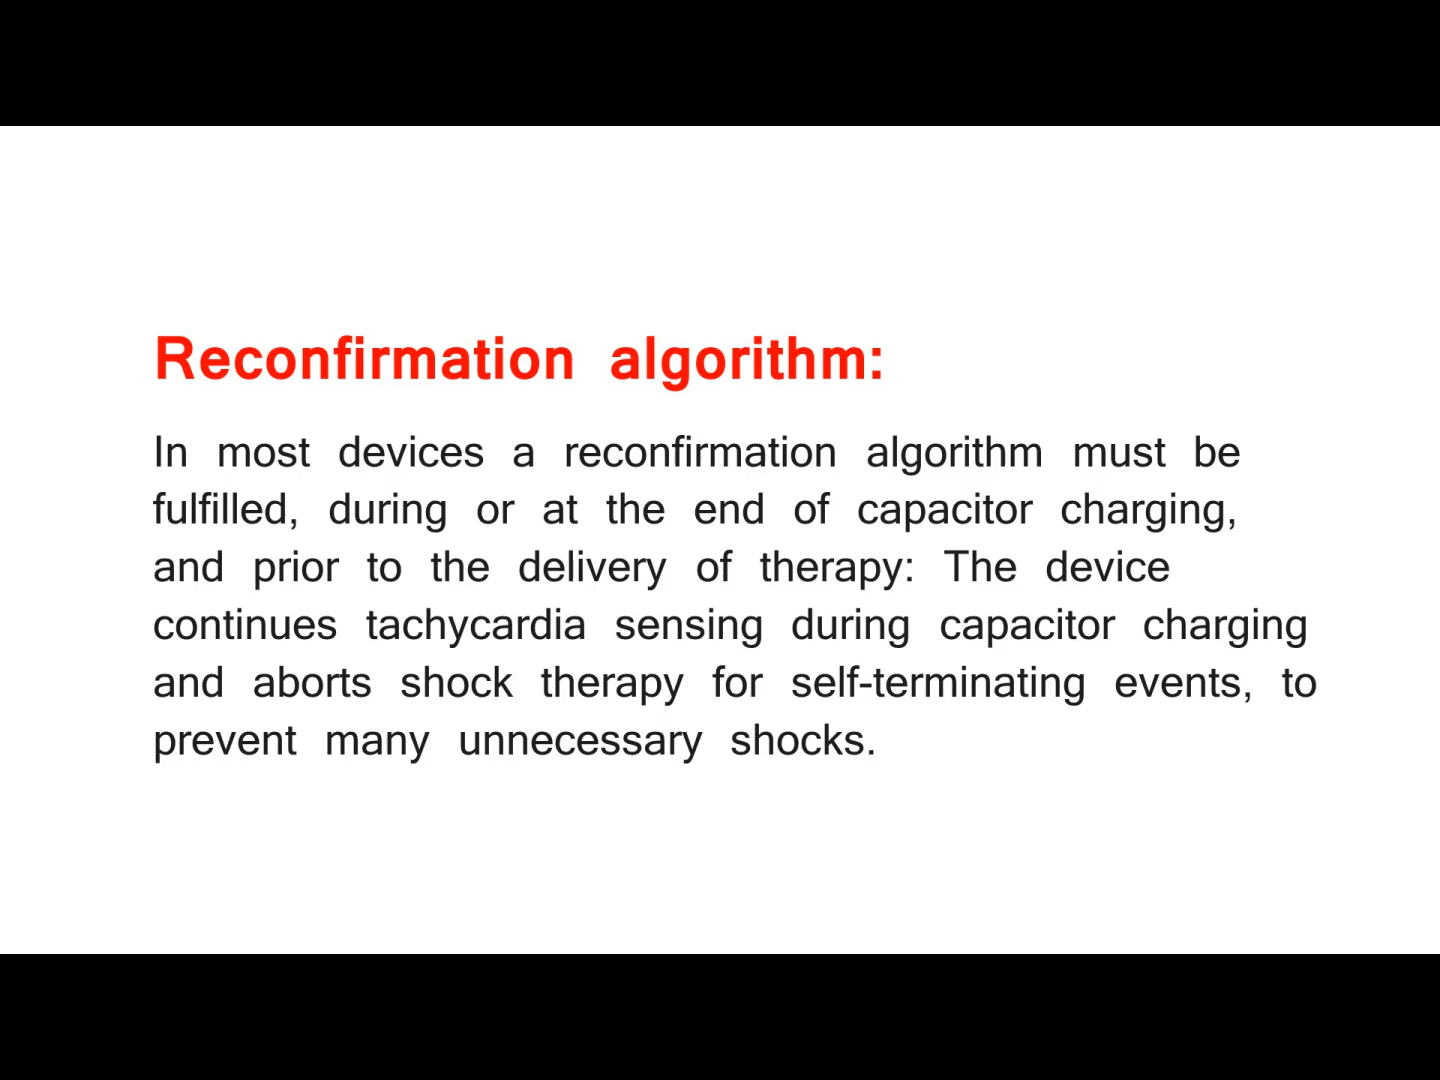 Reconfirmation algorithm:
In most devices a reconfirmation algorithm must be
fulfilled, during or at the end of capacitor charging,
and prior to the delivery of therapy: The device
continues tachycardia sensing during capacitor charging
and aborts shock therapy for self-terminating events, to
prevent many unnecessary shocks.